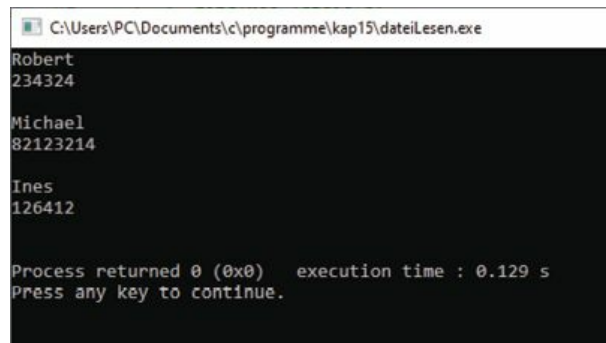 C:\Users\PC\Documents\c\programme\kap15\dateiLesen.exe
Robert
234324
Michael
82123214
Ines
126412
Process returned 0 (0x0)   execution time : 0.129 s
Press any key to continue.